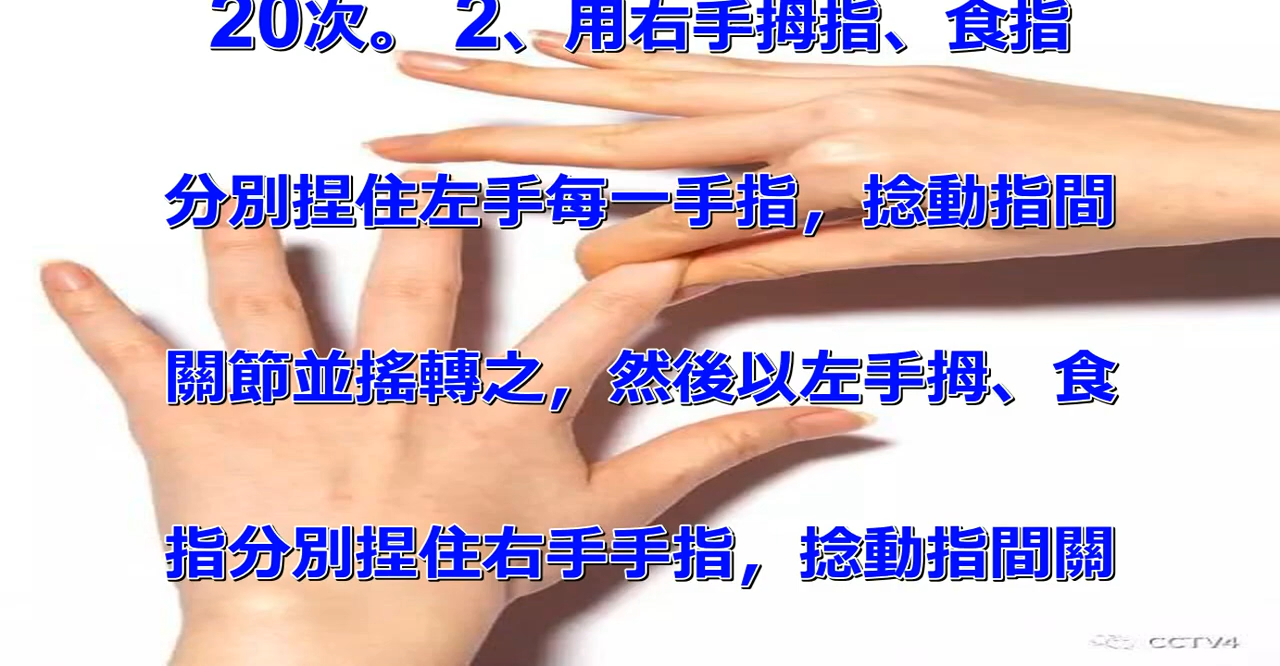 20次。 2、用右手拇指、食指
分別捏住左手每一手指，捻動指間
關節並搖轉之，然後以左手拇、食
指分別捏住右手手指，捻動指間關
CCTV4